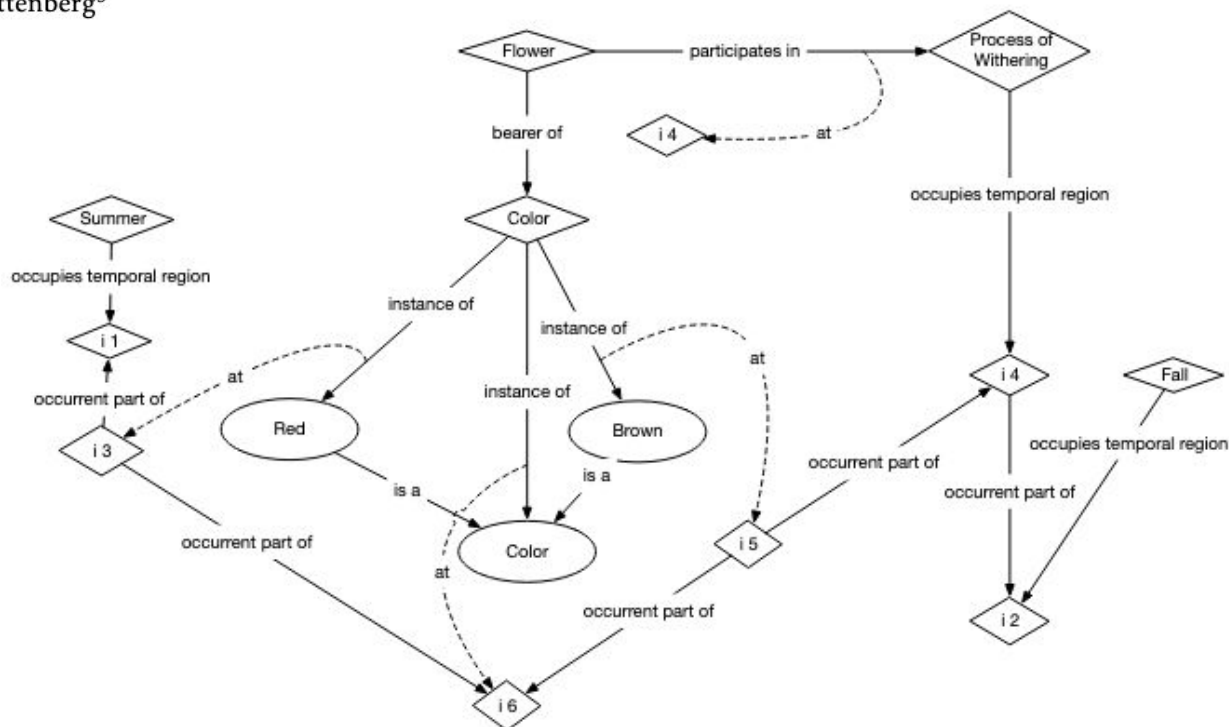 ttenberg
Flower
participates in
Process of
Withering
bearer of
i 4
at
occupies temporal region
Summer
Color
occupies temporal region
instance of
instance of
i 1
at
at
occurrent part of
instance of
i 4
Fall
Red
Brown
i 3
occurrent part of
occupies temporal region
is a
is a
occurrent part of
occurrent part of
Color
i 5
at
occurrent part of
i 2
i 6